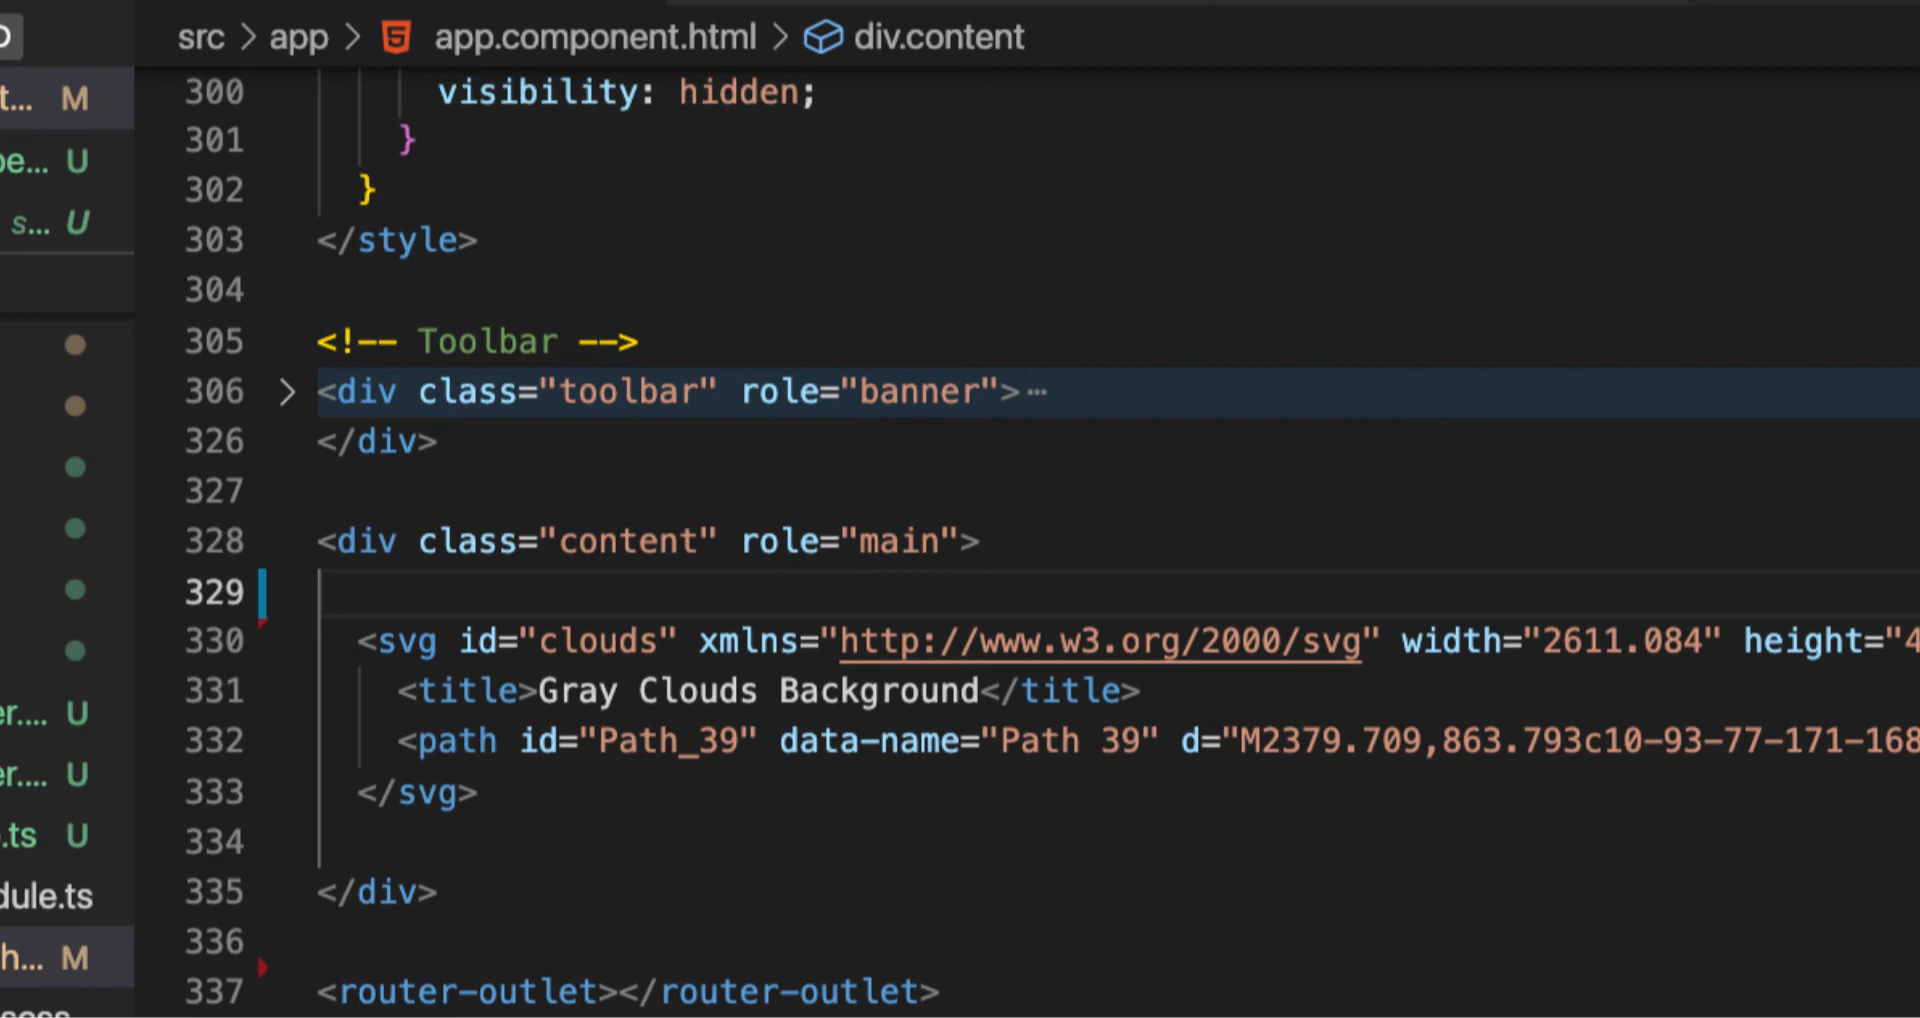 src > app > app.component.html > div.content
t... M
be... U
s... U
er.... U
er.... U
.ts U
dule.ts
h... M
300 visibility: hidden;
301 }
302 }
303 </style>
304
305 <!-- Toolbar -->
306 > <div class="toolbar" role="banner">...
326 </div>
327
328 <div class="content" role="main">
329
330 <svg id="clouds" xmlns="http://www.w3.org/2000/svg" width="2611.084" height="4
331 <title>Gray Clouds Background</title>
332 <path id="Path_39" data-name="Path 39" d="M2379.709,863.793c10-93-77-171-168
333 </svg>
334
335 </div>
336
337 <router-outlet></router-outlet>